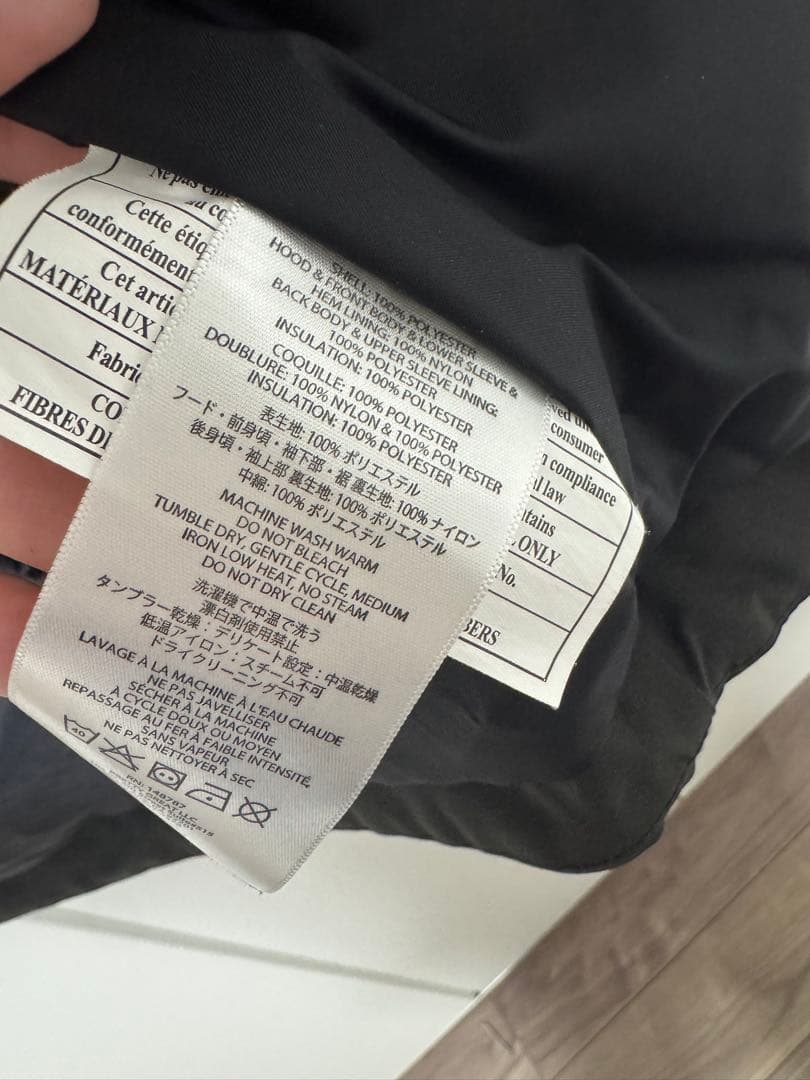 Cette étiq
conformément
Cet artic
MATÉRIAUX
Fabric
CO
FIBRES D
SHELL: 100% POLYESTER
HOOD & FRONT BODY & LOWER SLEEVE &
HEM LINING: 100% NYLON
BACK BODY & UPPER SLEEVE LINING:
100% POLYESTER
INSULATION: 100% POLYESTER
COQUILLE: 100% POLYESTER
DOUBLURE: 100% NYLON & 100% POLYESTER
INSULATION: 100% POLYESTER
表生地: 100% ポリエステル
フード・前身頃・袖下部・裾 裏生地: 100% ナイロン
後身頃・袖上部 裏生地: 100% ポリエステル
中綿: 100% ポリエステル
MACHINE WASH WARM
DO NOT BLEACH
TUMBLE DRY, GENTLE CYCLE, MEDIUM
IRON LOW HEAT, NO STEAM
DO NOT DRY CLEAN
洗濯機で中温で洗う
漂白剤使用禁止
タンブラー乾燥・デリケート設定：中温乾燥
低温アイロン：スチーム不可
ドライクリーニング不可
LAVAGE À LA MACHINE À L'EAU CHAUDE
NE PAS JAVELLISER
SÉCHER À LA MACHINE
À CYCLE DOUX OU MOYEN
REPASSAGE AU FER À FAIBLE INTENSITÉ,
SANS VAPEUR
NE PAS NETTOYER À SEC
40
RN: 148787
consumer
compliance
law
ONLY
No.